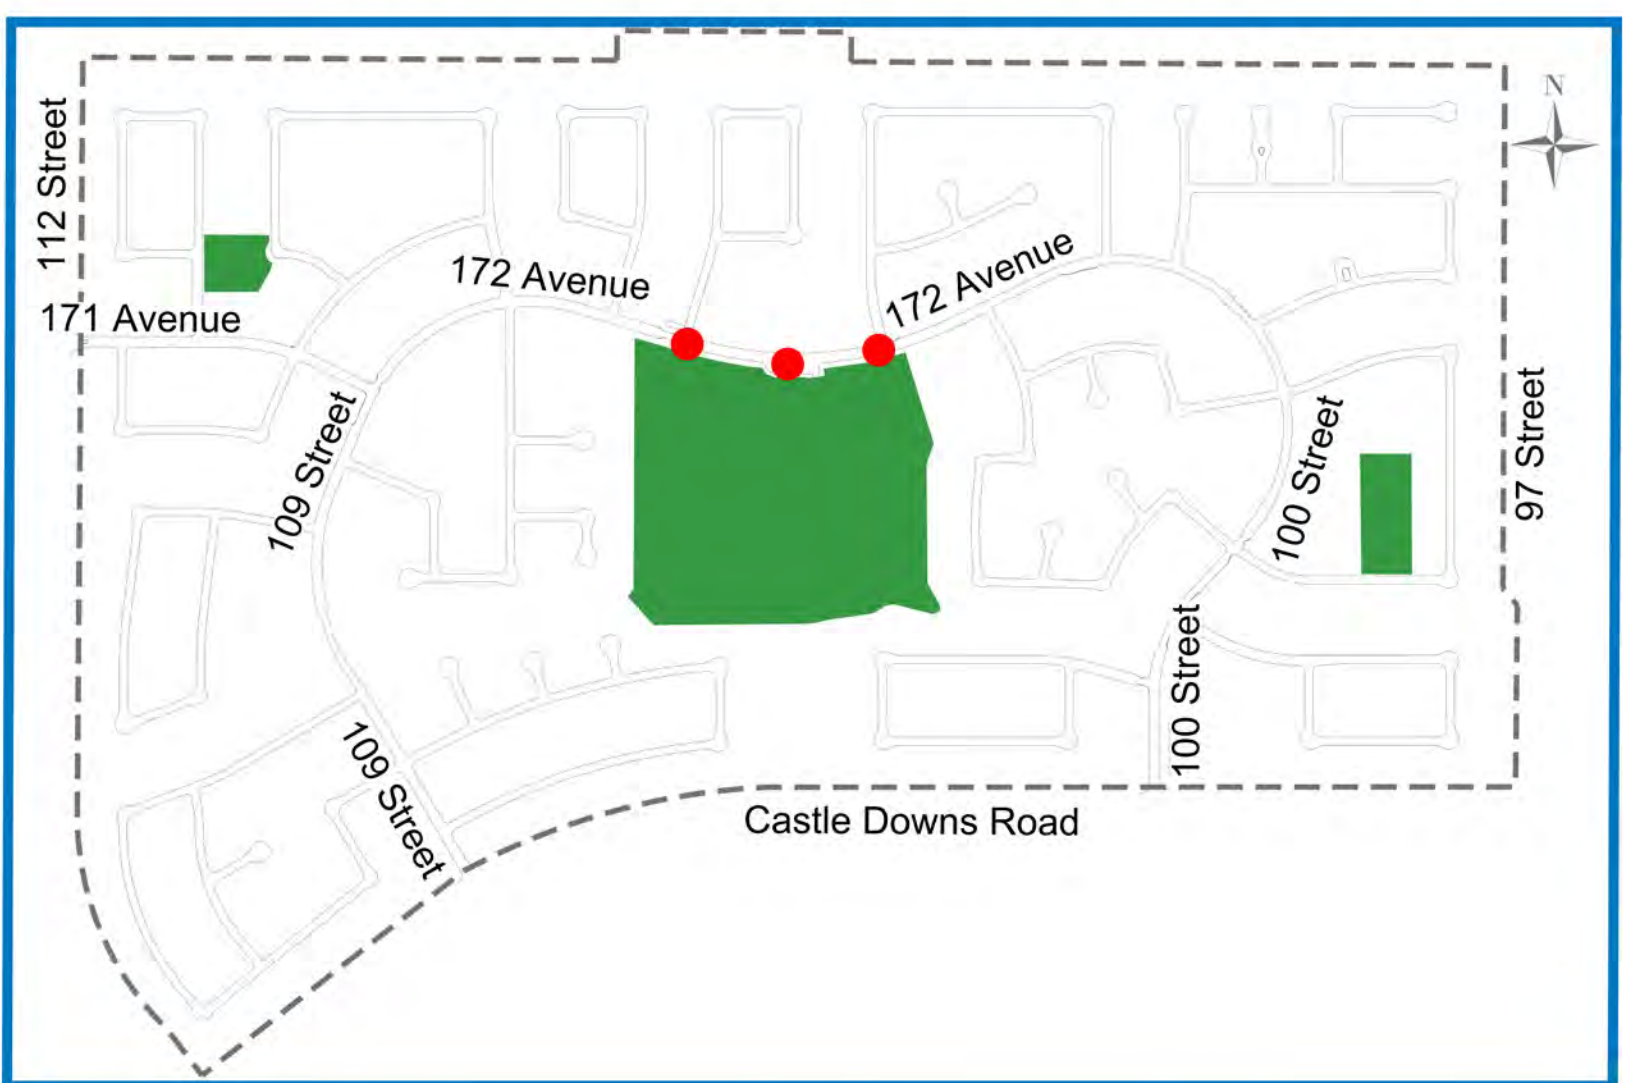 N
112 Street
172 Avenue
172 Avenue
171 Avenue
109 Street
100 Street
97 Street
100 Street
109 Street
Castle Downs Road